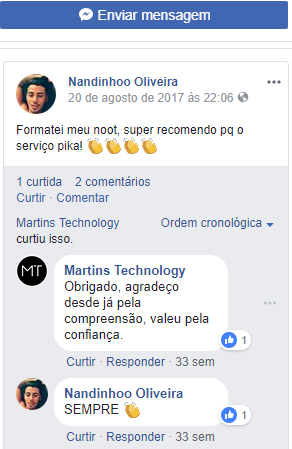 Enviar mensagem
Nandinhoo Oliveira
20 de agosto de 2017 às 22:06
Formatei meu noot, super recomendo pq o
serviço pika! 👏👏👏👏
1 curtida 2 comentários
Curtir · Comentar
Martins Technology
curtiu isso.
Ordem cronológica
MT
Martins Technology
Obrigado, agradeço
desde já pela
compreensão, valeu pela
confiança.
1
Curtir · Responder · 33 sem
Nandinhoo Oliveira
SEMPRE 👏
1
Curtir · Responder · 33 sem